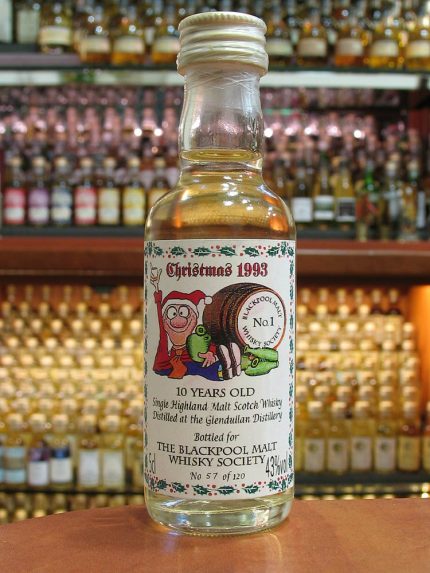 Christmas 1993
BLACKPOOL MALT
No.1
WHISKY SOCIETY
10 YEARS OLD
Single Highland Malt Scotch Whisky
Distilled at the Glendullan Distillery
Bottled for
THE BLACKPOOL MALT
WHISKY SOCIETY
5cl 43%vol
No 57 of 120